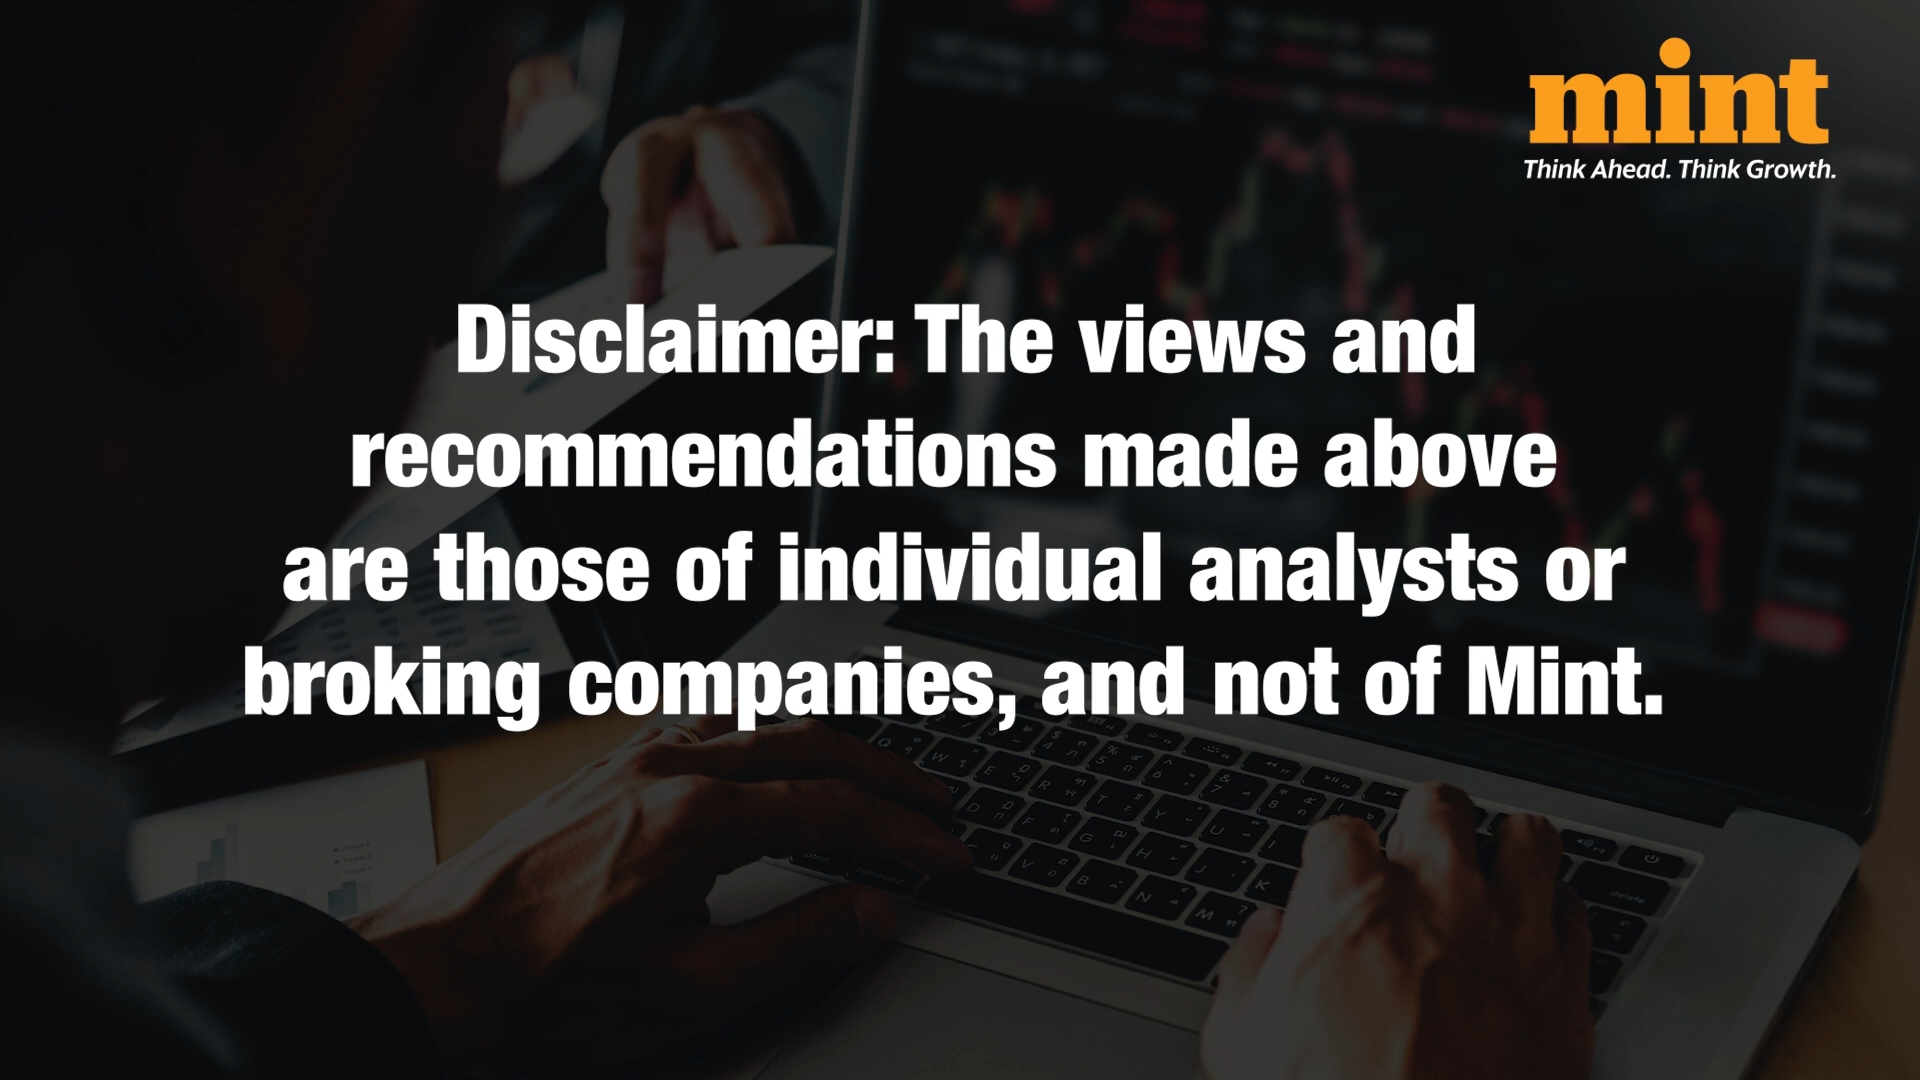 mint
Think Ahead. Think Growth.
Disclaimer: The views and
recommendations made above
are those of individual analysts or
broking companies, and not of Mint.